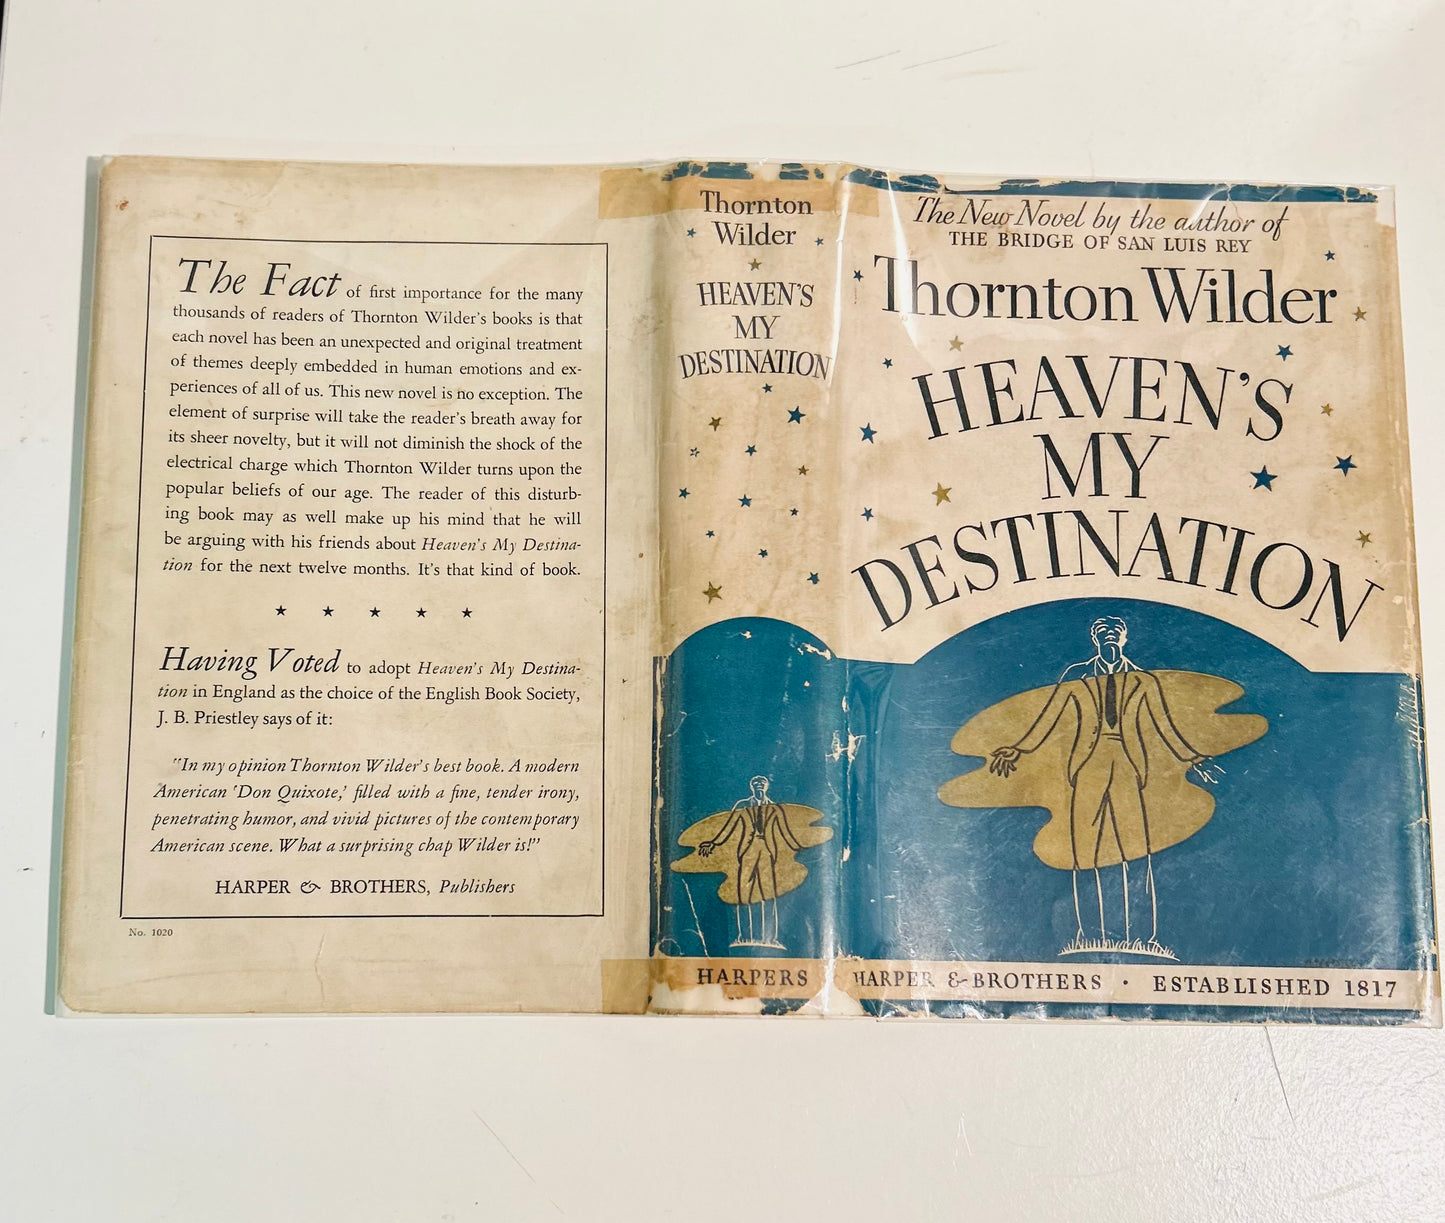 The Fact of first importance for the many
thousands of readers of Thornton Wilder's books is that
each novel has been an unexpected and original treatment
of themes deeply embedded in human emotions and ex-
periences of all of us. This new novel is no exception. The
element of surprise will take the reader's breath away for
its sheer novelty, but it will not diminish the shock of the
electrical charge which Thornton Wilder turns upon the
popular beliefs of our age. The reader of this disturb-
ing book may as well make up his mind that he will
be arguing with his friends about Heaven's My Destina-
tion for the next twelve months. It's that kind of book.
Having Voted to adopt Heaven's My Destina-
tion in England as the choice of the English Book Society,
J. B. Priestley says of it:
"In my opinion Thornton Wilder's best book. A modern
American 'Don Quixote,' filled with a fine, tender irony,
penetrating humor, and vivid pictures of the contemporary
American scene. What a surprising chap Wilder is!"
HARPER & BROTHERS, Publishers
No. 1020
Thornton
Wilder
HEAVEN'S
MY
DESTINATION
HARPERS
The New Novel by the author of
THE BRIDGE OF SAN LUIS REY
Thornton Wilder
HEAVEN'S
MY
DESTINATION
HARPER & BROTHERS · ESTABLISHED 1817